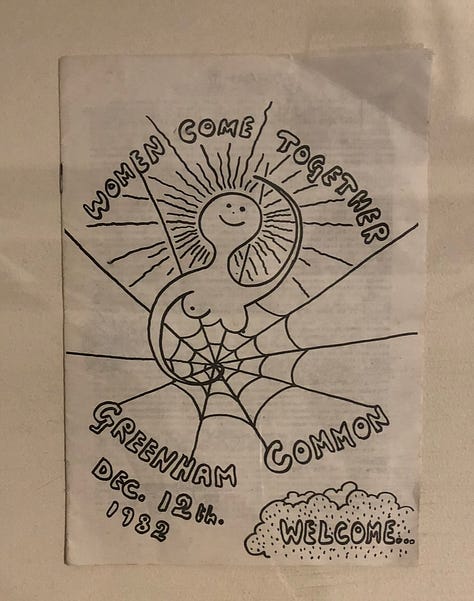 WOMEN COME TOGETHER
GREENHAM COMMON
DEC. 12th.
1982
WELCOME...